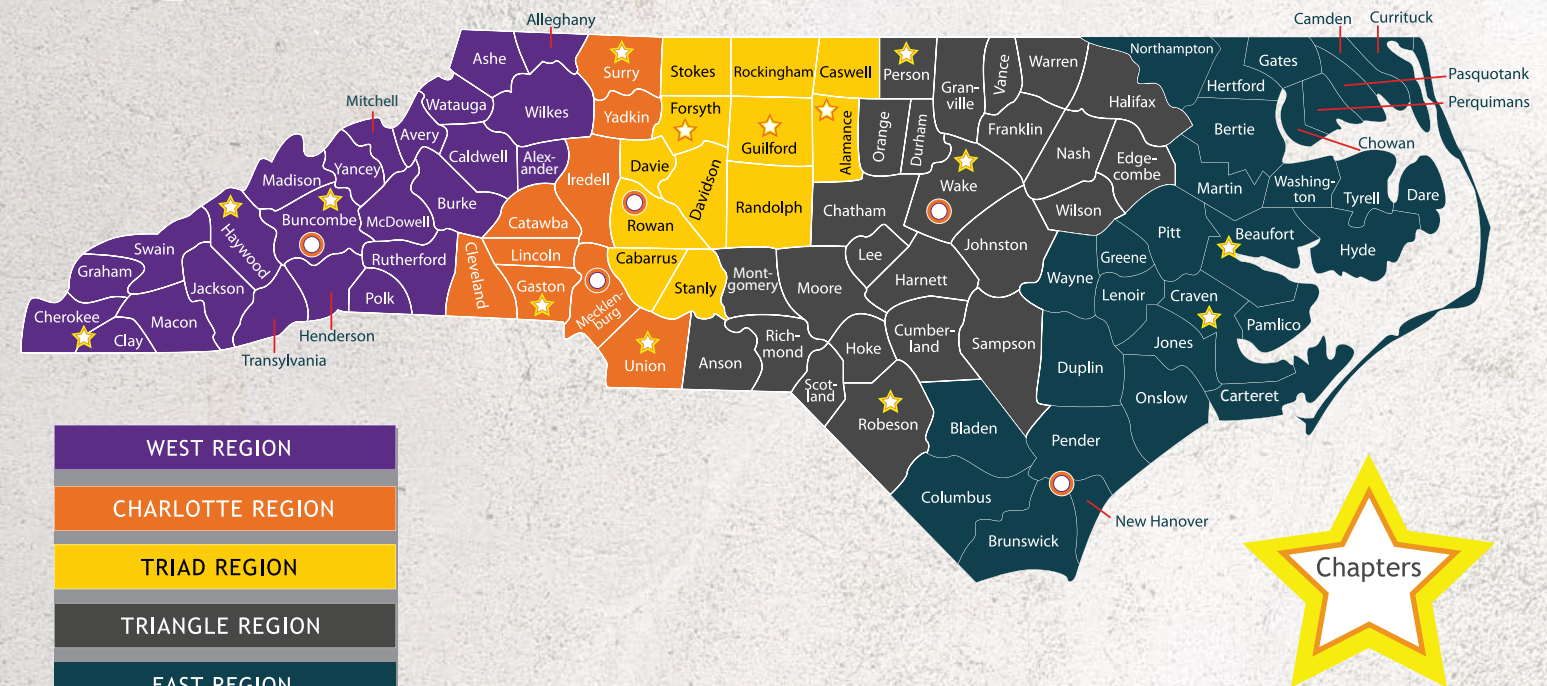 Alleghany
Camden
Currituck
Ashe
Surry
Stokes
Rockingham
Caswell
Person
Gran-
ville
Vance
Warren
Northampton
Gates
Pasquotank
Mitchell
Watauga
Wilkes
Yadkin
Forsyth
Halifax
Hertford
Perquimans
Avery
Caldwell
Alex-
ander
Iredell
Davie
Davidson
Guilford
Alamance
Orange
Durham
Franklin
Nash
Edge-
combe
Bertie
Chowan
Madison
Yancey
Burke
Catawba
Rowan
Randolph
Chatham
Wake
Wilson
Martin
Washing-
ton
Tyrell
Dare
Swain
Haywood
Buncombe
McDowell
Rutherford
Cleveland
Lincoln
Cabarrus
Lee
Johnston
Greene
Pitt
Beaufort
Hyde
Graham
Jackson
Polk
Gaston
Mecklen-
burg
Stanly
Mont-
gomery
Moore
Harnett
Wayne
Lenoir
Craven
Pamlico
Cherokee
Clay
Macon
Henderson
Transylvania
Union
Anson
Rich-
mond
Hoke
Cumber-
land
Sampson
Jones
Scot-
land
Duplin
Onslow
Carteret
Robeson
Bladen
Pender
Columbus
Brunswick
New Hanover
WEST REGION
CHARLOTTE REGION
TRIAD REGION
TRIANGLE REGION
EAST REGION
Chapters